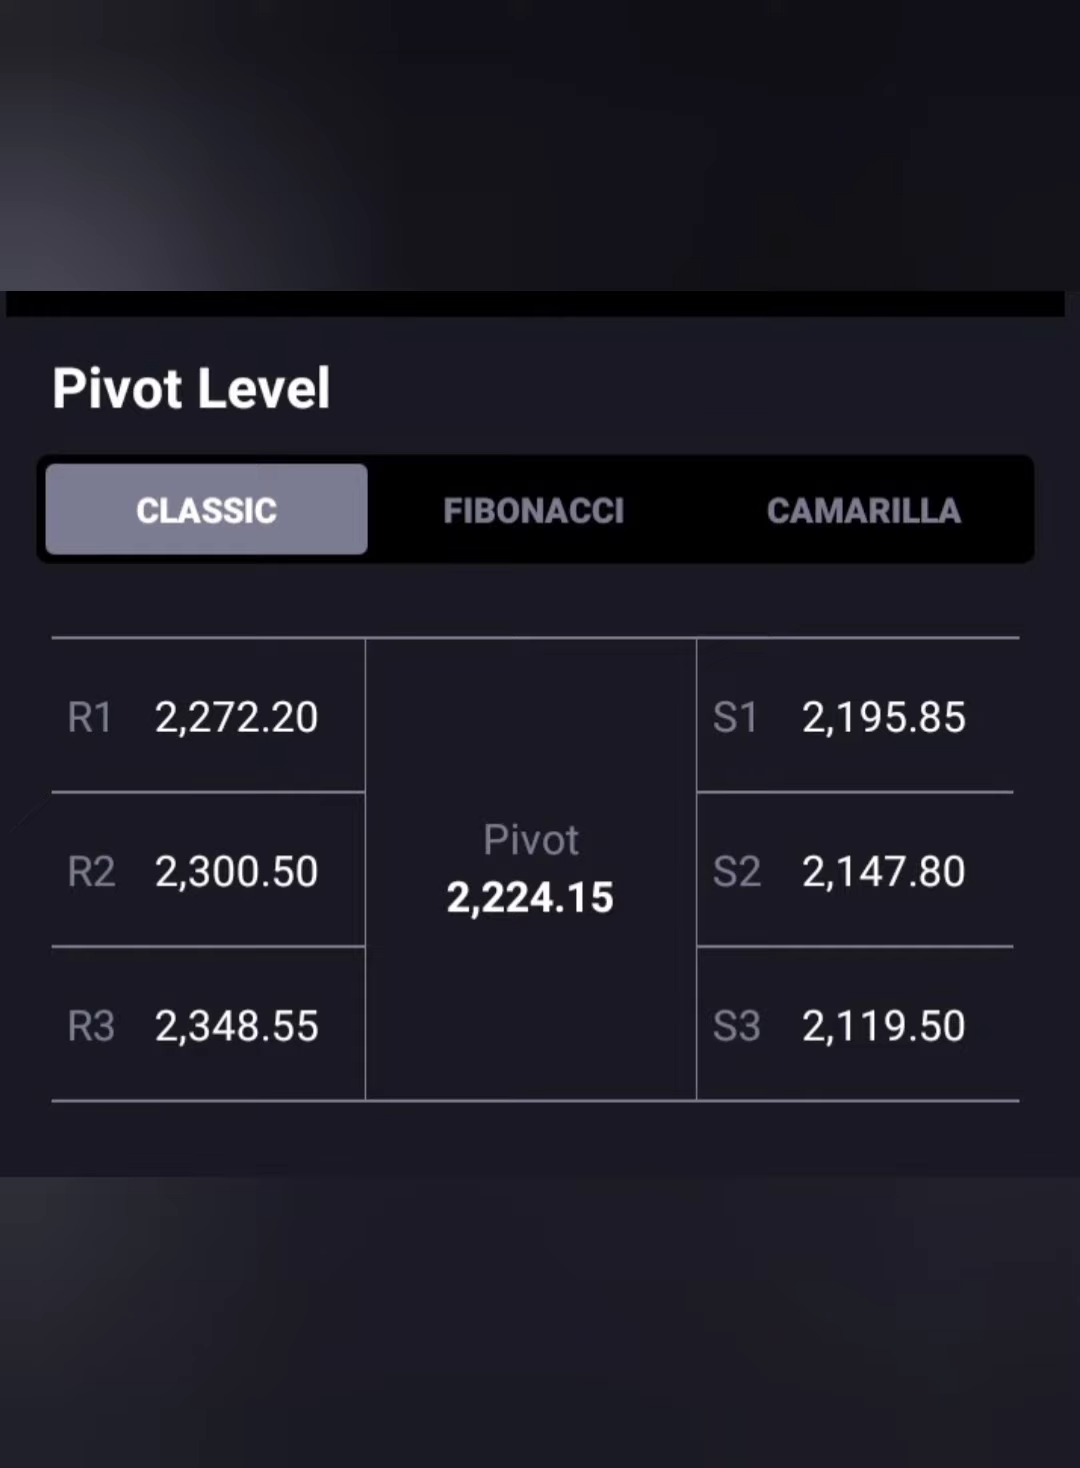 Pivot Level
CLASSIC FIBONACCI CAMARILLA
R1 2,272.20 S1 2,195.85
Pivot
R2 2,300.50 2,224.15 S2 2,147.80
R3 2,348.55 S3 2,119.50